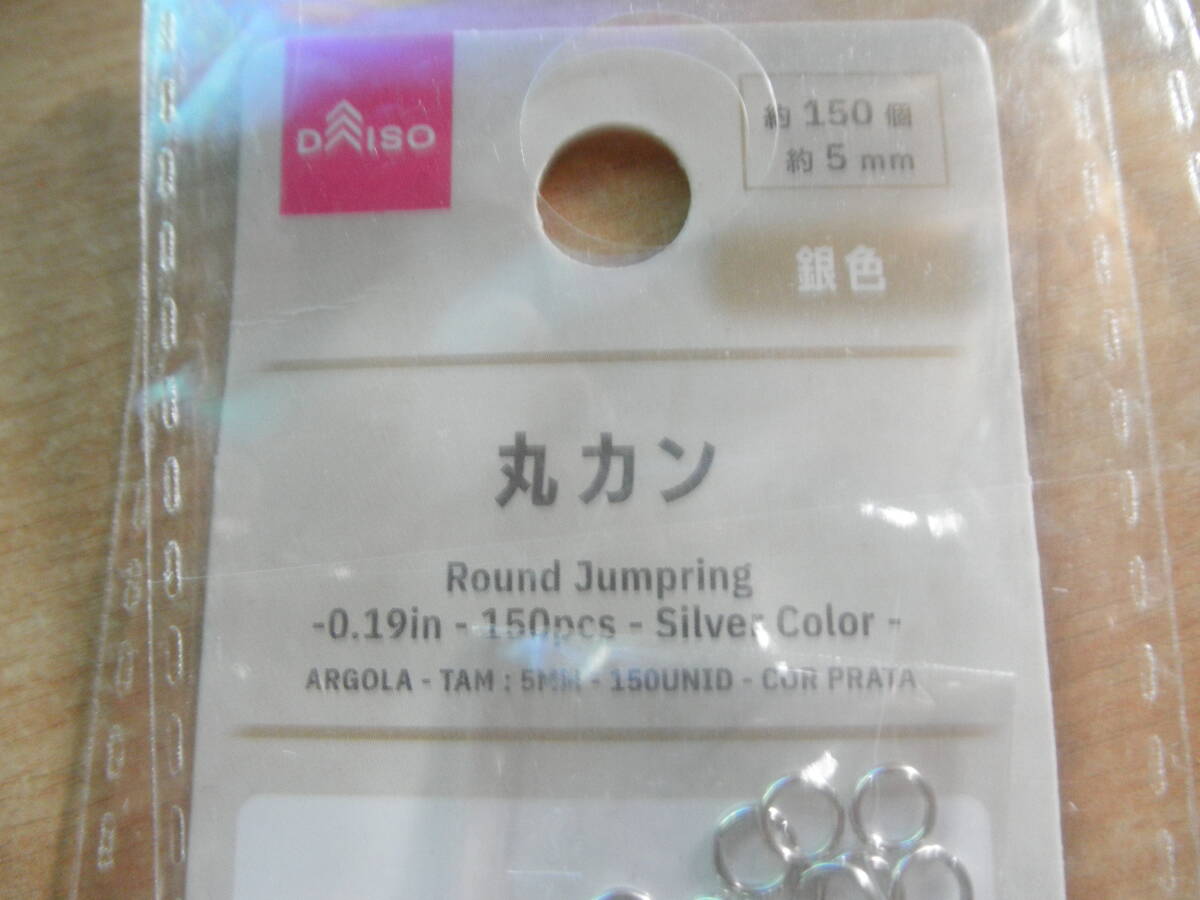 DAISO
約 150 個
約 5 mm
銀色
丸カン
Round Jumpring
-0.19in - 150pcs - Silver Color -
ARGOLA - TAM : 5MM - 150UNID - COR PRATA